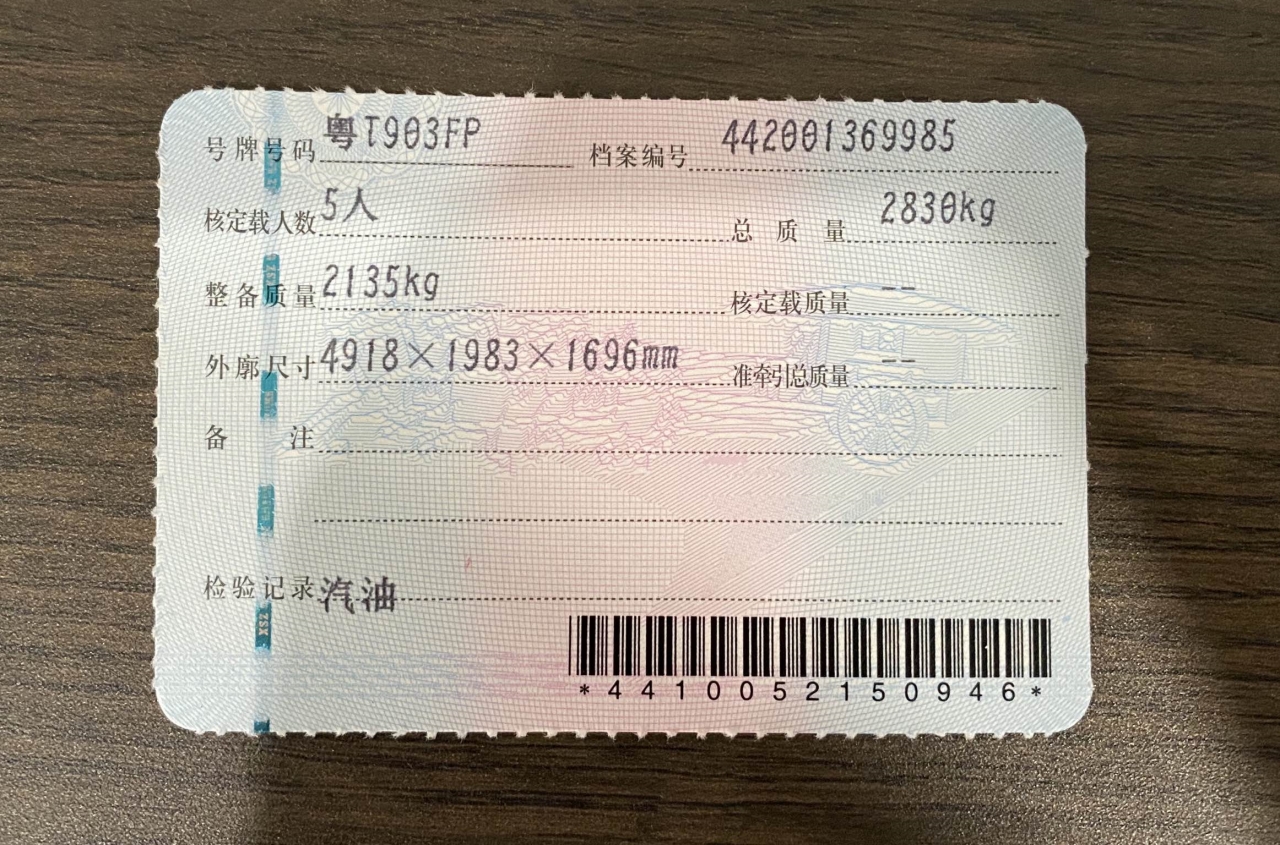 号牌号码 粤T903FP 档案编号 442001369985
核定载人数 5人 总质量 2830kg
整备质量 2135kg 核定载质量 --
外廓尺寸 4918×1983×1696mm 准牵引总质量 --
备注
检验记录 汽油
*4410052150946*